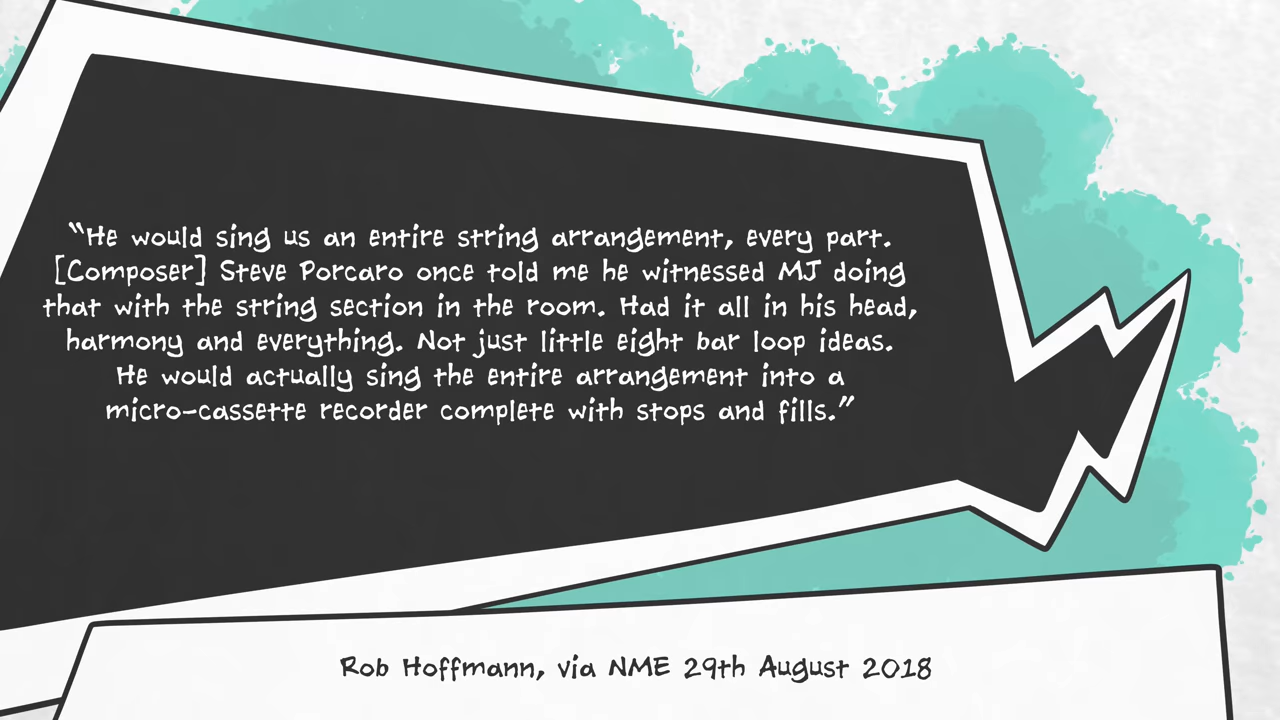 “He would sing us an entire string arrangement, every part.
[Composer] Steve Porcaro once told me he witnessed MJ doing
that with the string section in the room. Had it all in his head,
harmony and everything. Not just little eight bar loop ideas.
He would actually sing the entire arrangement into a
micro-cassette recorder complete with stops and fills.”
Rob Hoffmann, via NME 29th August 2018